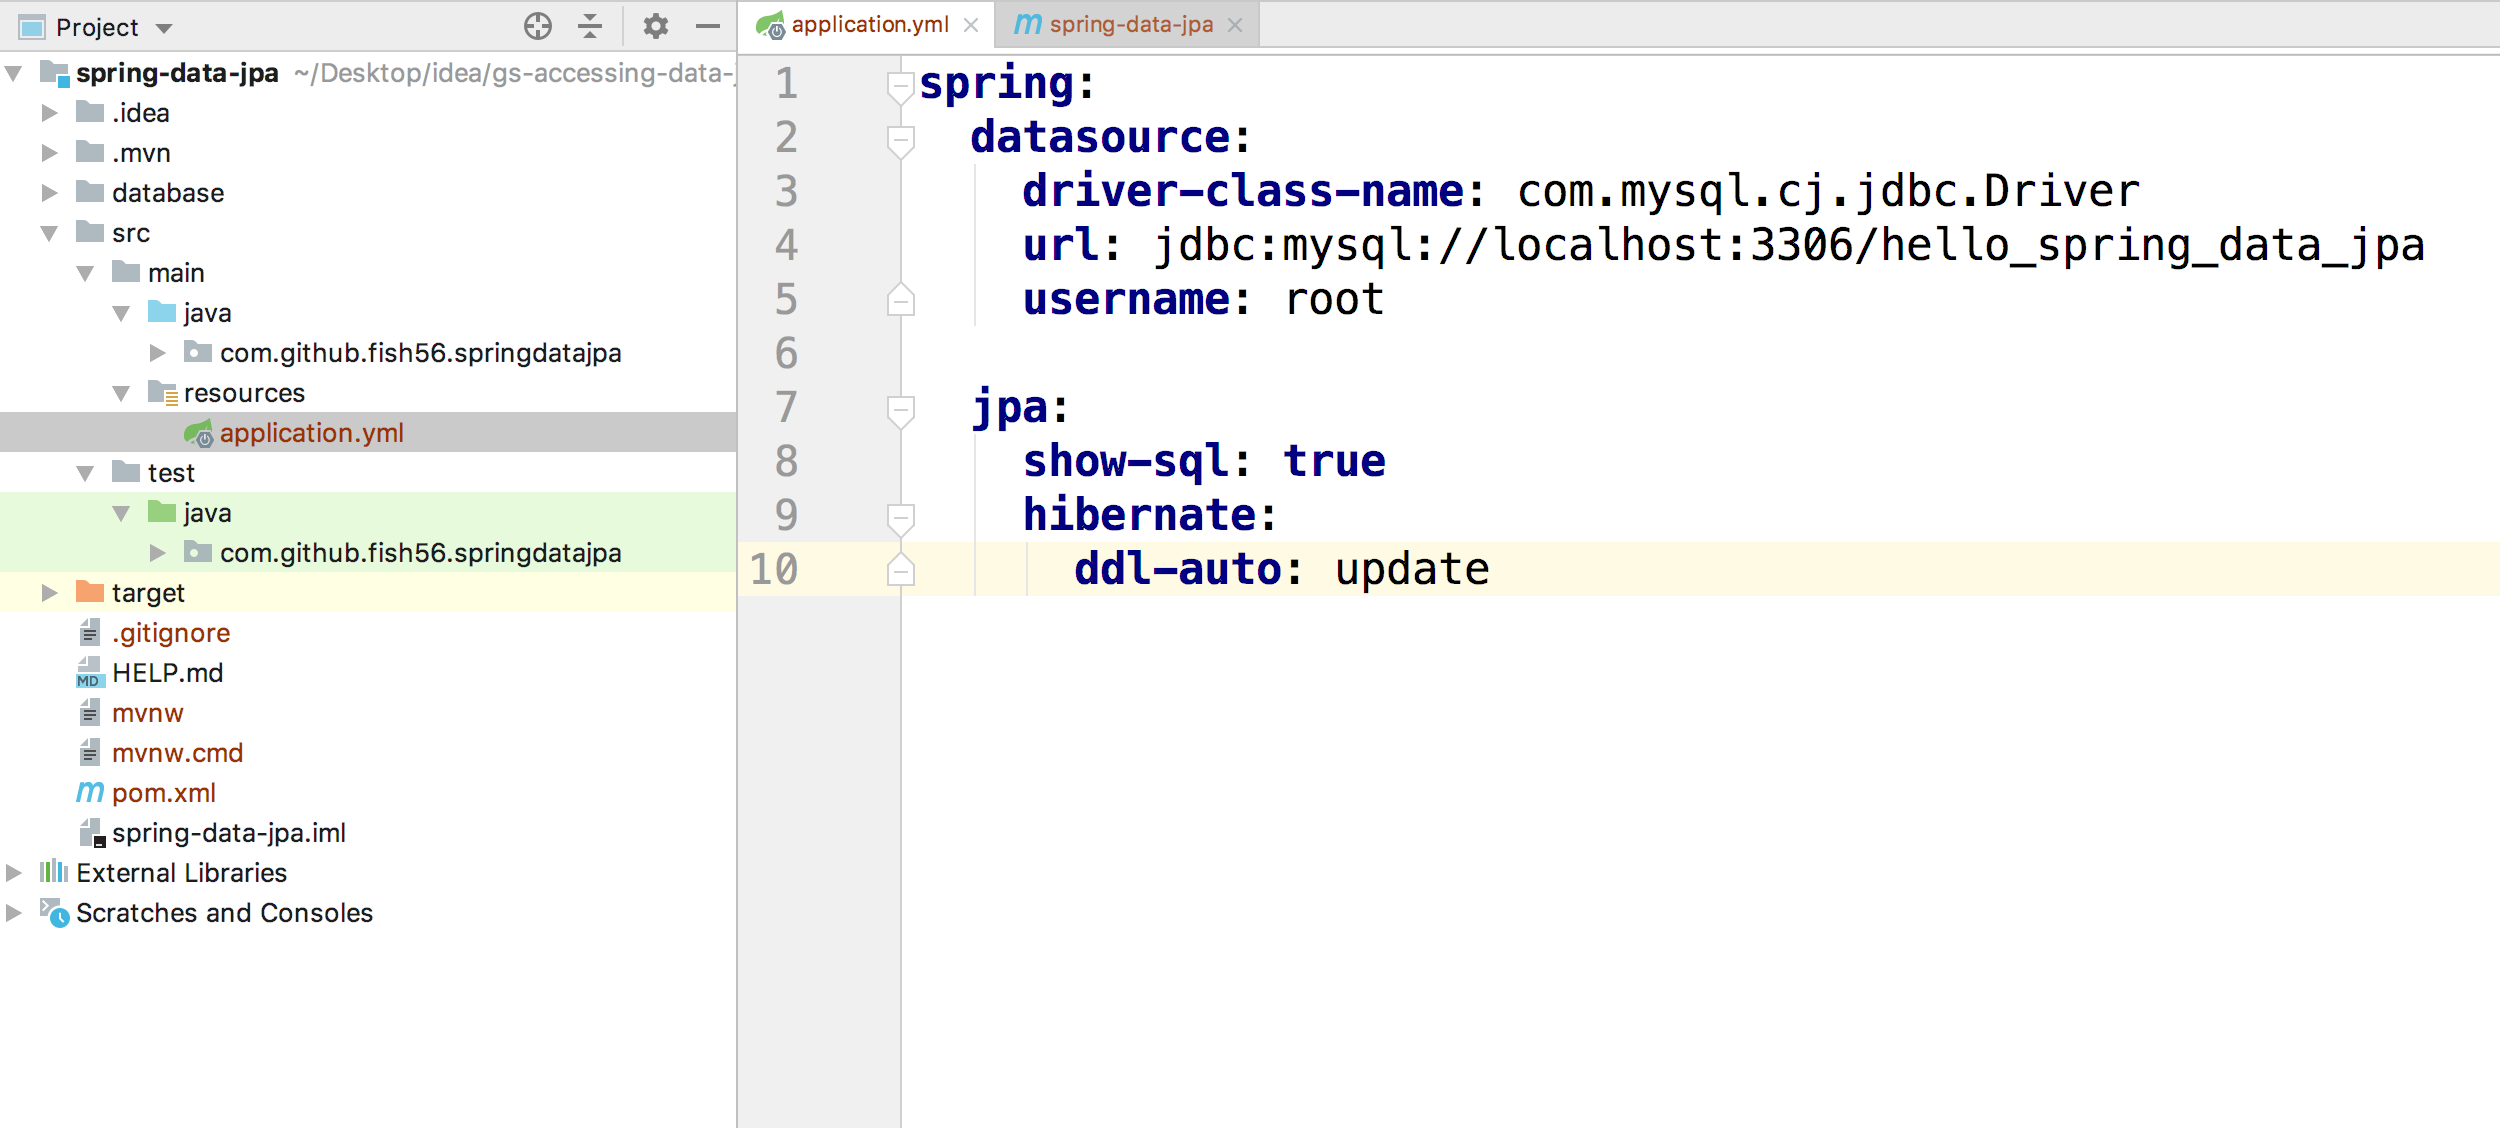 Project
spring-data-jpa ~/Desktop/idea/gs-accessing-data-
.idea
.mvn
database
src
main
java
com.github.fish56.springdatajpa
resources
application.yml
test
java
com.github.fish56.springdatajpa
target
.gitignore
MD HELP.md
mvnw
mvnw.cmd
m pom.xml
spring-data-jpa.iml
External Libraries
Scratches and Consoles
application.yml
m spring-data-jpa
1 spring:
2 datasource:
3 driver-class-name: com.mysql.cj.jdbc.Driver
4 url: jdbc:mysql://localhost:3306/hello_spring_data_jpa
5 username: root
6
7 jpa:
8 show-sql: true
9 hibernate:
10 ddl-auto: update